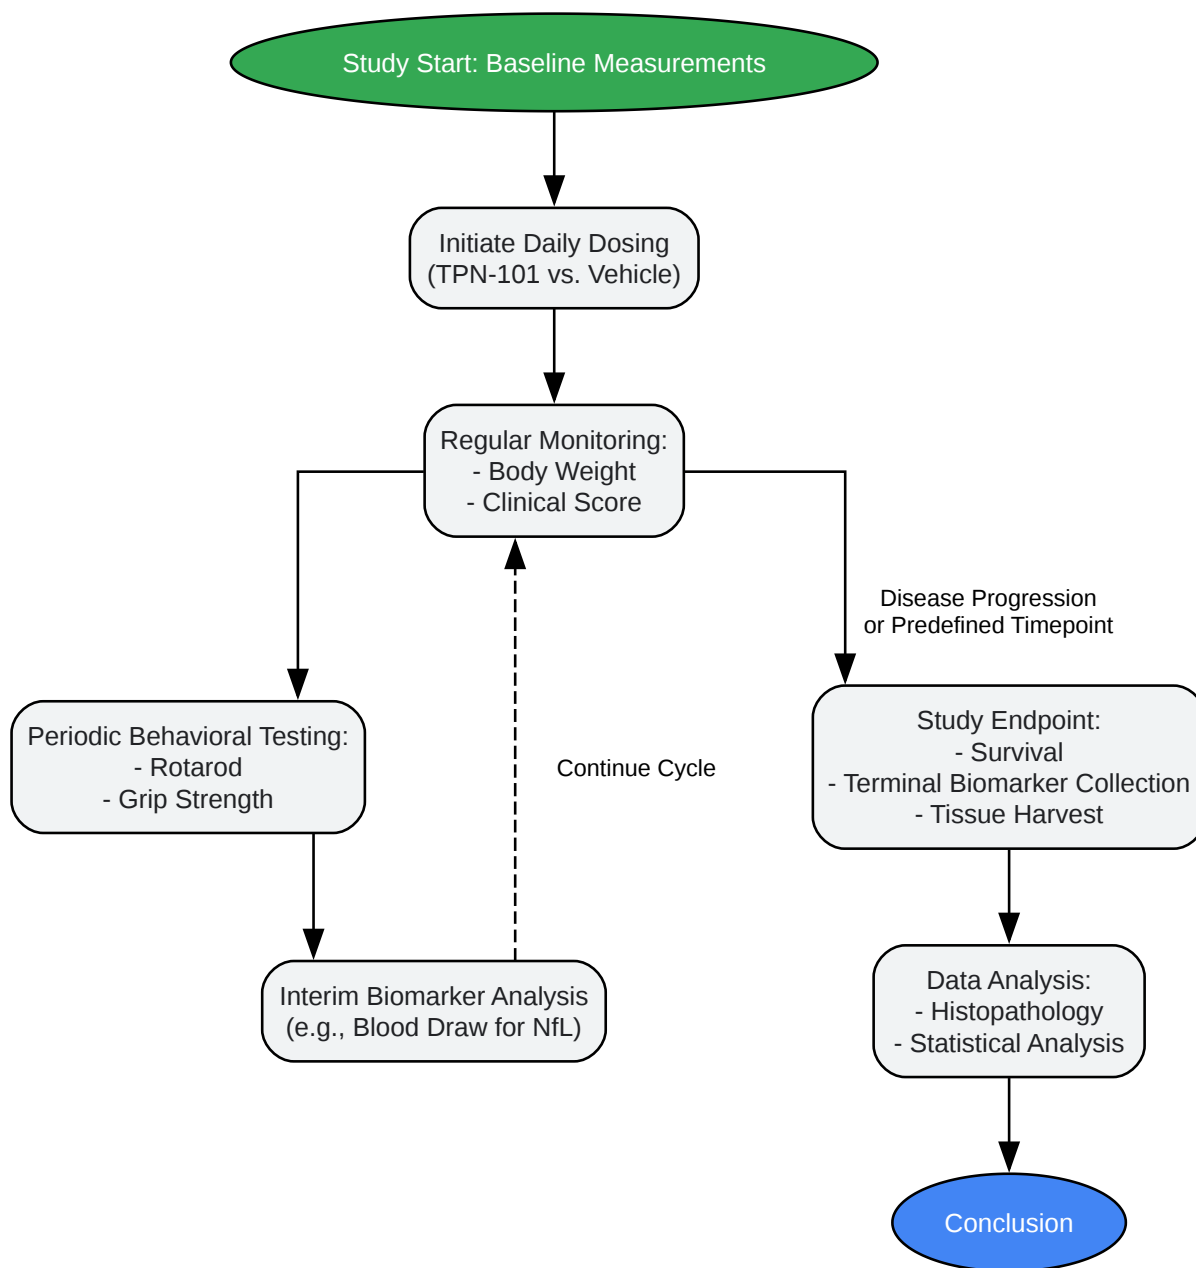 Study Start: Baseline Measurements
Initiate Daily Dosing
(TPN-101 vs. Vehicle)
Regular Monitoring:
- Body Weight
- Clinical Score
Disease Progression
or Predefined Timepoint
Periodic Behavioral Testing:
- Rotarod
- Grip Strength
Continue Cycle
Study Endpoint:
- Survival
- Terminal Biomarker Collection
- Tissue Harvest
Interim Biomarker Analysis
(e.g., Blood Draw for NfL)
Data Analysis:
- Histopathology
- Statistical Analysis
Conclusion